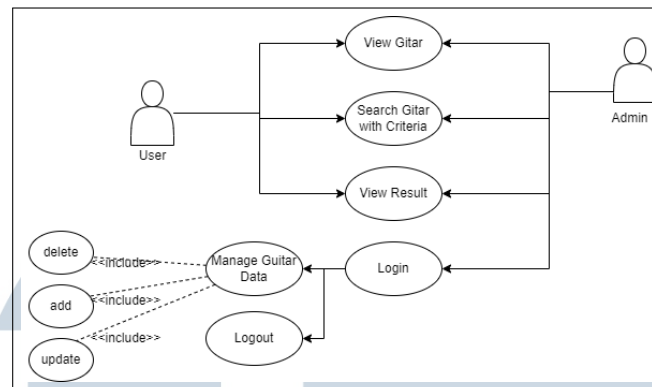 View Gitar
Search Gitar
with Criteria
View Result
User
Admin
delete
<<include>>
Manage Guitar
Data
Login
add
<<include>>
update
<<include>>
Logout